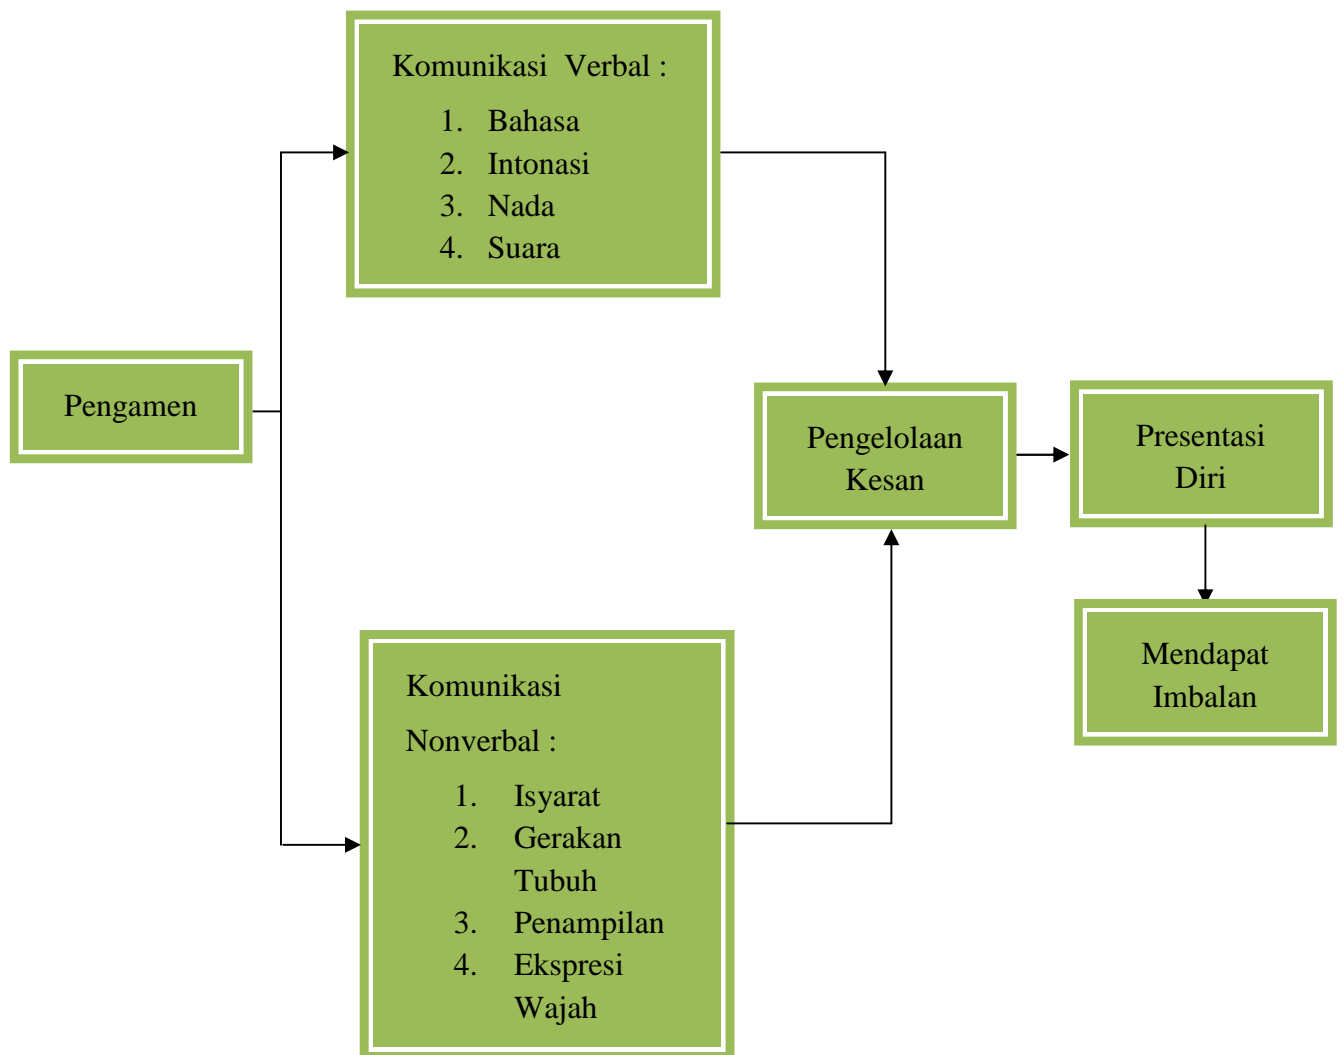 Komunikasi Verbal :
1. Bahasa
2. Intonasi
3. Nada
4. Suara
Pengamen
Pengelolaan
Kesan
Presentasi
Diri
Mendapat
Imbalan
Komunikasi
Nonverbal :
1. Isyarat
2. Gerakan
Tubuh
3. Penampilan
4. Ekspresi
Wajah